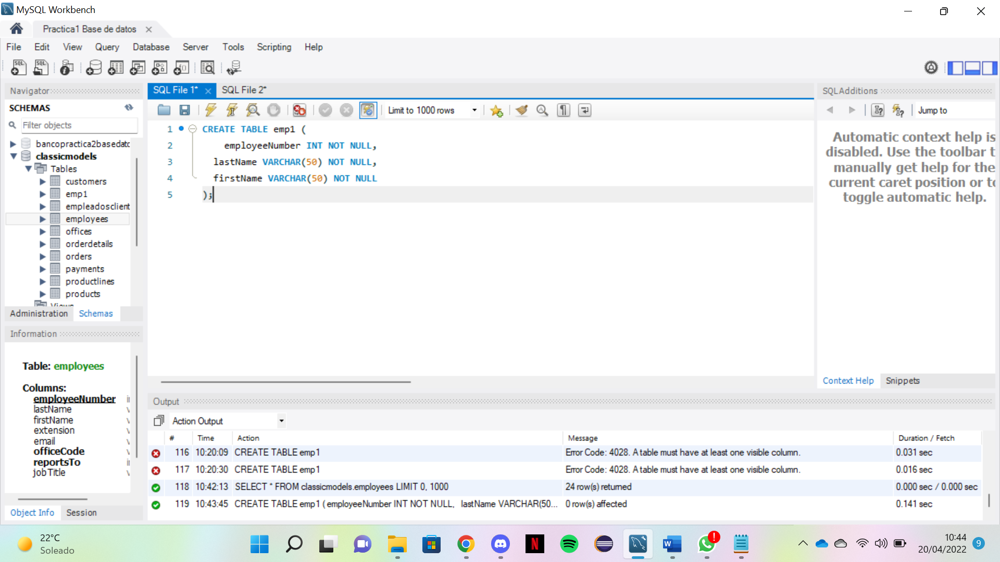 MySQL Workbench
Practica1 Base de datos
File Edit View Query Database Server Tools Scripting Help
Navigator
SCHEMAS
Filter objects
bancopractica2basedatc
classicmodels
Tables
customers
emp1
empleadosclient
employees
offices
orderdetails
orders
payments
productlines
products
Views
Administration Schemas
Information
Table: employees
Columns:
employeeNumber
lastName
firstName
extension
email
officeCode
reportsTo
jobTitle
Object Info Session
SQL File 1* SQL File 2*
Limit to 1000 rows
1 CREATE TABLE emp1 (
2 employeeNumber INT NOT NULL,
3 lastName VARCHAR(50) NOT NULL,
4 firstName VARCHAR(50) NOT NULL
5 );
SQLAdditions
Jump to
Automatic context help is
disabled. Use the toolbar t
manually get help for the
current caret position or to
toggle automatic help.
Context Help Snippets
Output
Action Output
# Time Action Message Duration / Fetch
116 10:20:09 CREATE TABLE emp1 Error Code: 4028. A table must have at least one visible column. 0.031 sec
117 10:20:30 CREATE TABLE emp1 Error Code: 4028. A table must have at least one visible column. 0.016 sec
118 10:42:13 SELECT * FROM classicmodels.employees LIMIT 0, 1000 24 row(s) returned 0.000 sec / 0.000 sec
119 10:43:45 CREATE TABLE emp1 ( employeeNumber INT NOT NULL, lastName VARCHAR(50... 0 row(s) affected 0.141 sec
22°C
Soleado
10:44
20/04/2022
9